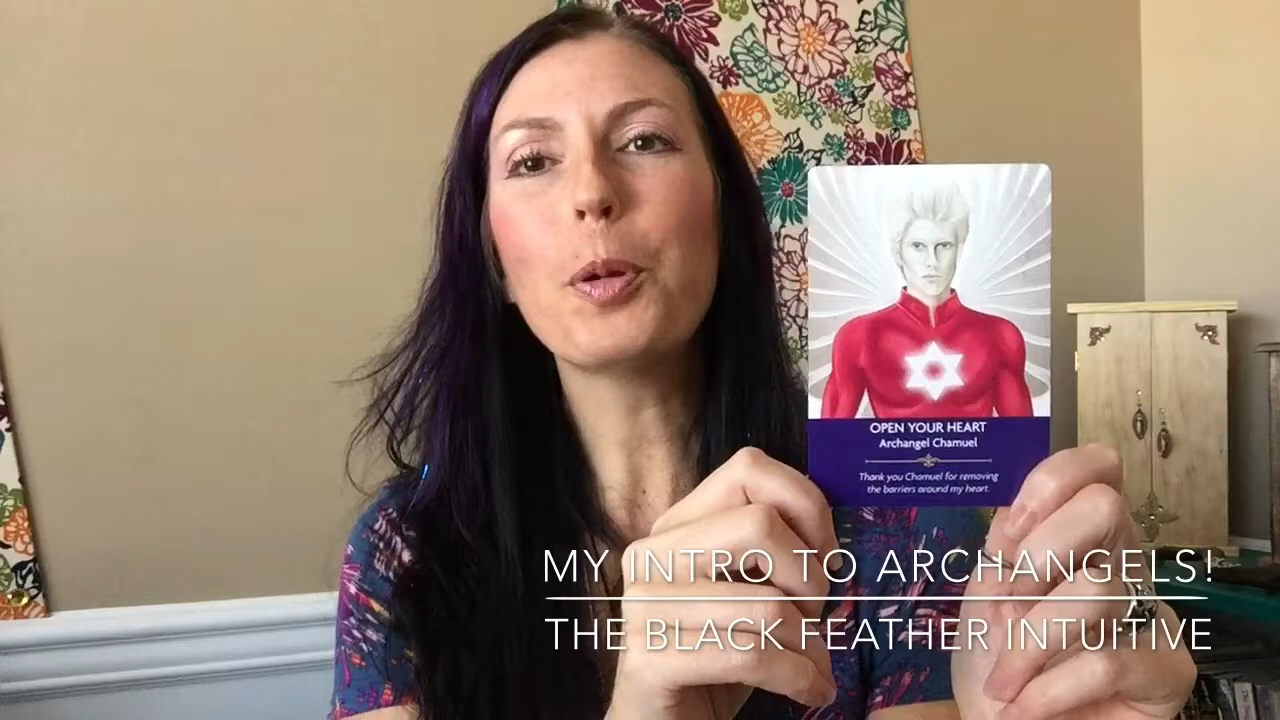 OPEN YOUR HEART
Archangel Chamuel
Thank you Chamuel for removing
the barriers around my heart.
MY INTRO TO ARCHANGELS!
THE BLACK FEATHER INTUITIVE